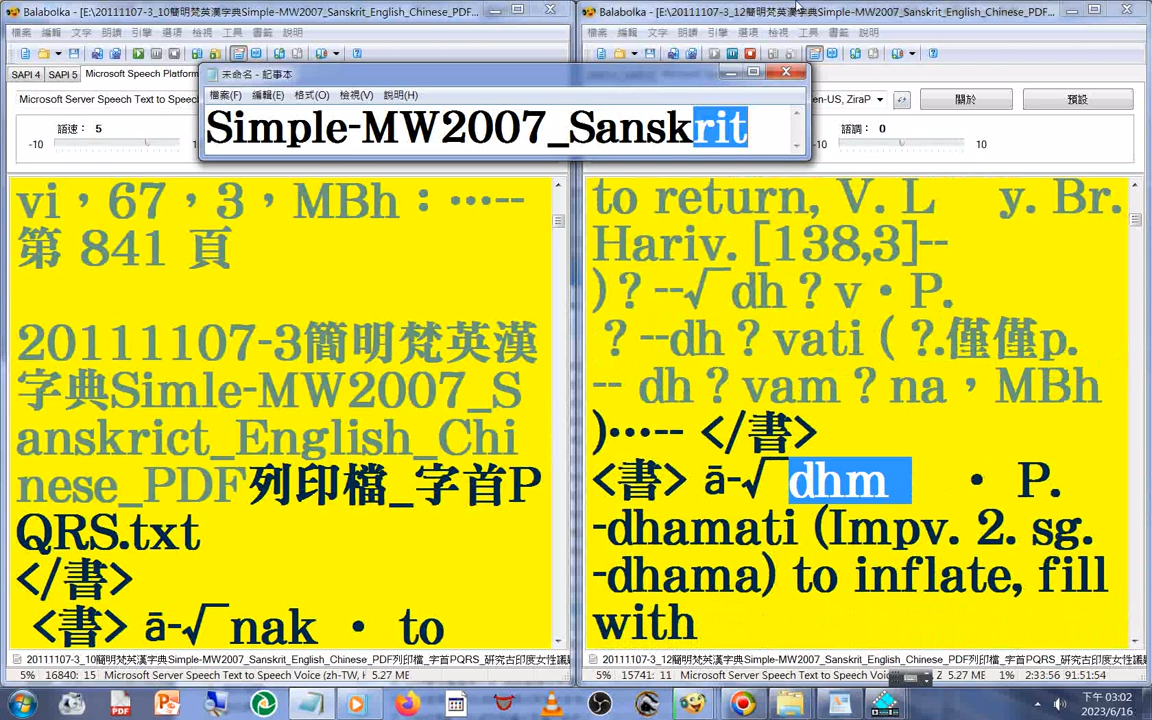 Balabolka - [E:\20111107-3_10簡明梵英漢字典Simple-MW2007_Sanskrit_English_Chinese_PDF...
檔案 編輯 文字 朗讀 引擎 選項 檢視 工具 書籤 說明
SAPI 4 SAPI 5 Microsoft Speech Platform
Microsoft Server Speech Text to Speec
語速: 5
-10
vi,67,3,MBh:…--
第 841 頁
20111107-3簡明梵英漢
字典Simle-MW2007_S
anskrict_English_Chi
nese_PDF列印檔_字首P
QRS.txt
</書>
<書> ā-√nak • to
20111107-3_10簡明梵英漢字典Simple-MW2007_Sanskrit_English_Chinese_PDF列印檔_字首PQRS_研究古印度女性議
5% 16840: 15 Microsoft Server Speech Text to Speech Voice (zh-TW, 5.27 MB
未命名 - 記事本
檔案(F) 編輯(E) 格式(O) 檢視(V) 說明(H)
Simple-MW2007_Sanskrit
Balabolka - [E:\20111107-3_12簡明梵英漢字典Simple-MW2007_Sanskrit_English_Chinese_PDF...
檔案 編輯 文字 朗讀 引擎 選項 檢視 工具 書籤 說明
en-US, ZiraP 關於 預設
語調: 0
-10 10
to return, V. L y. Br.
Hariv. [138,3]--
)?--√dh?v•P.
?--dh?vati (?.僅僅p.
-- dh?vam?na,MBh
)…-- </書>
<書> ā-√dhm • P.
-dhamati (Impv. 2. sg.
-dhama) to inflate, fill
with
20111107-3_12簡明梵英漢字典Simple-MW2007_Sanskrit_English_Chinese_PDF列印檔_字首PQRS_研究古印度女性議
5% 15741: 11 Microsoft Server Speech Text to Speech Voice 5.27 MB 1% 2:33:56 91.51:54
下午 03:02
2023/6/16